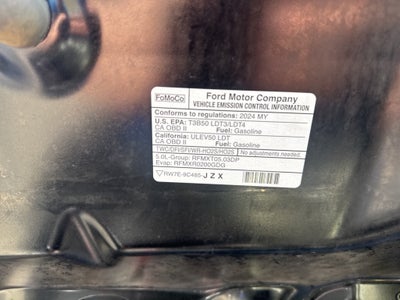 FoMoCo
Ford Motor Company
VEHICLE EMISSION CONTROL INFORMATION
Conforms to regulations: 2024 MY
U.S. EPA: T3B50 LDT3/LDT4
CA OBD II Fuel: Gasoline
California: ULEV50 LDT
CA OBD II Fuel: Gasoline
TWC/DFI/SFI/WR-HO2S/HO2S No adjustments needed.
5.0L-Group: RFMXT05.03DP
Evap: RFMXR0200GDG
RW7E-9C485-JZX